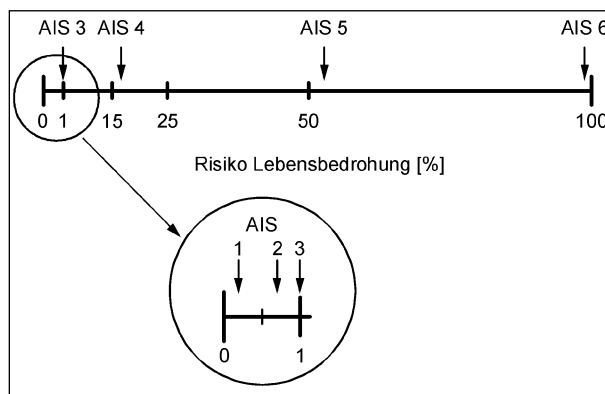 AIS 3 AIS 4 AIS 5 AIS 6
0 1 15 25 50 100
Risiko Lebensbedrohung [%]
AIS
1 2 3
0 1